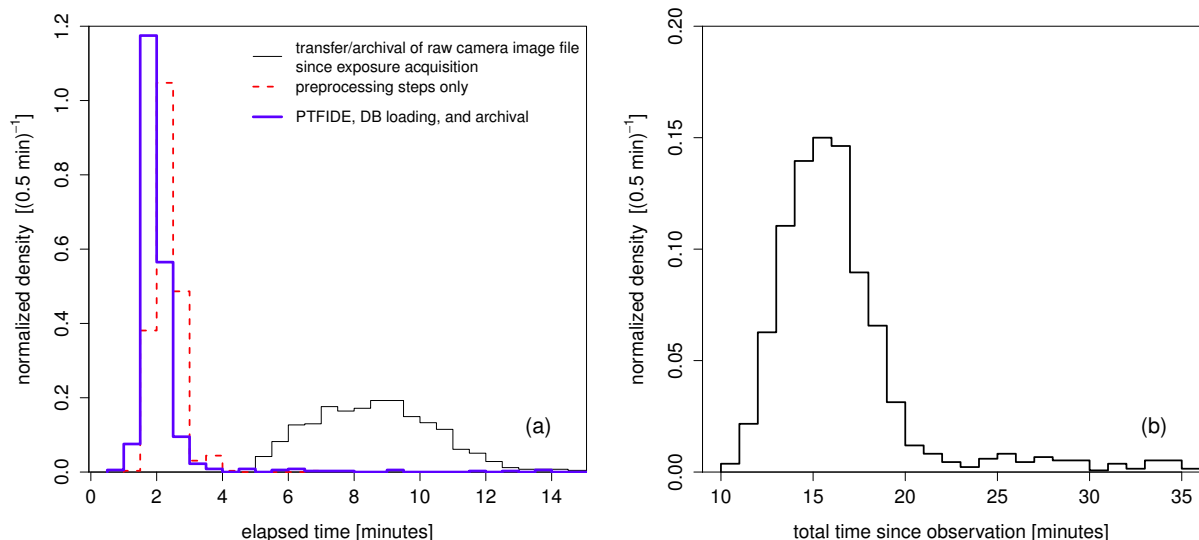 normalized density [(0.5 min)⁻¹]
1.2
1.0
0.8
0.6
0.4
0.2
0.0
transfer/archival of raw camera image file
since exposure acquisition
preprocessing steps only
PTFIDE, DB loading, and archival
(a)
0 2 4 6 8 10 12 14
elapsed time [minutes]
normalized density [(0.5 min)⁻¹]
0.20
0.15
0.10
0.05
0.00
(b)
10 15 20 25 30 35
total time since observation [minutes]